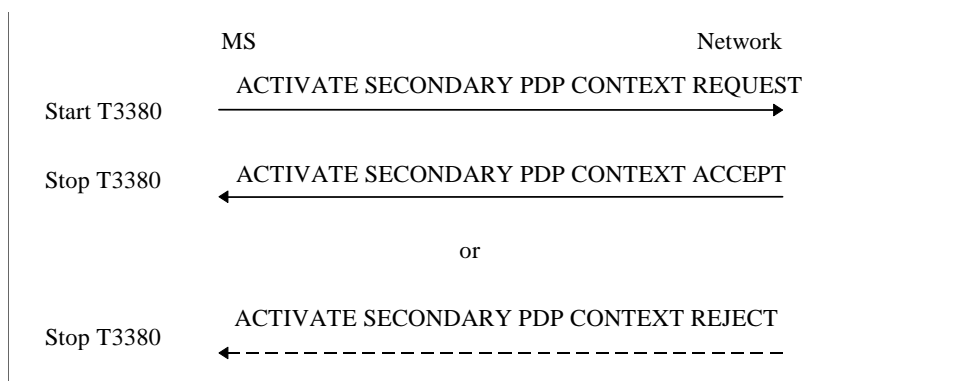 MS Network
ACTIVATE SECONDARY PDP CONTEXT REQUEST
Start T3380
Stop T3380 ACTIVATE SECONDARY PDP CONTEXT ACCEPT
or
ACTIVATE SECONDARY PDP CONTEXT REJECT
Stop T3380